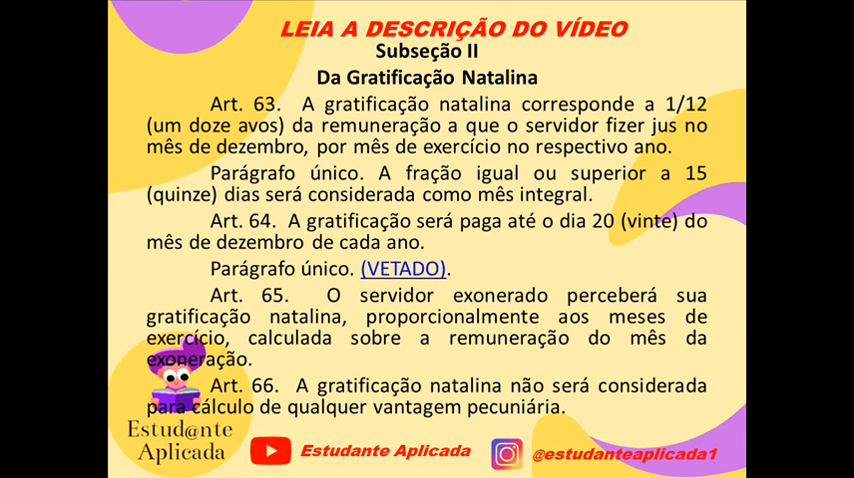 LEIA A DESCRIÇÃO DO VÍDEO
Subseção II
Da Gratificação Natalina
Art. 63. A gratificação natalina corresponde a 1/12
(um doze avos) da remuneração a que o servidor fizer jus no
mês de dezembro, por mês de exercício no respectivo ano.
Parágrafo único. A fração igual ou superior a 15
(quinze) dias será considerada como mês integral.
Art. 64. A gratificação será paga até o dia 20 (vinte) do
mês de dezembro de cada ano.
Parágrafo único. (VETADO).
Art. 65. O servidor exonerado perceberá sua
gratificação natalina, proporcionalmente aos meses de
exercício, calculada sobre a remuneração do mês da
exoneração.
Art. 66. A gratificação natalina não será considerada
para cálculo de qualquer vantagem pecuniária.
Estud@nte
Aplicada
Estudante Aplicada
@estudanteaplicada1